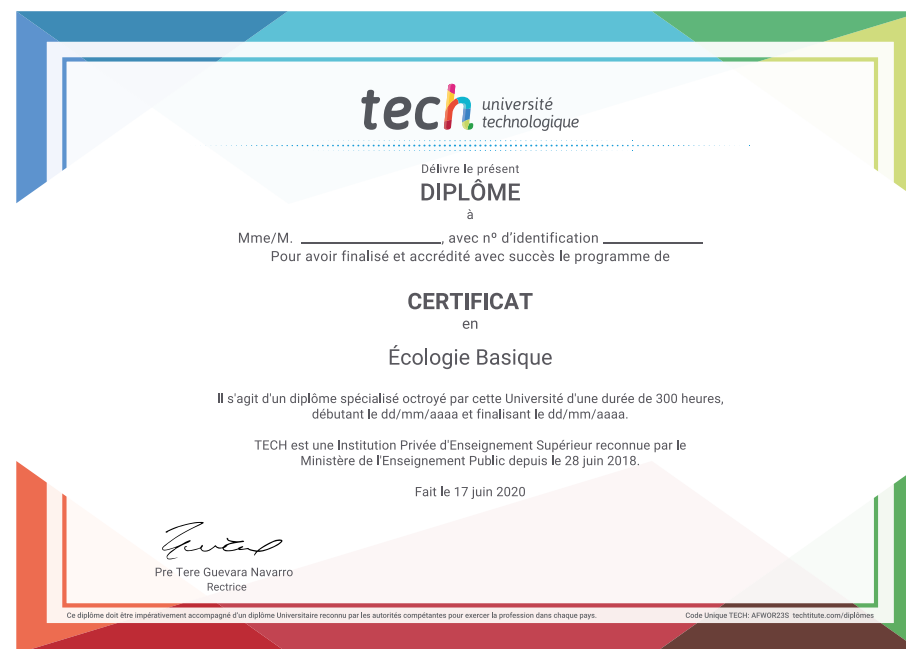 tech université
technologique
Délivre le présent
DIPLÔME
à
Mme/M. ____________________, avec nº d'identification ______________
Pour avoir finalisé et accrédité avec succès le programme de
CERTIFICAT
en
Écologie Basique
Il s'agit d'un diplôme spécialisé octroyé par cette Université d'une durée de 300 heures,
débutant le dd/mm/aaaa et finalisant le dd/mm/aaaa.
TECH est une Institution Privée d'Enseignement Supérieur reconnue par le
Ministère de l'Enseignement Public depuis le 28 juin 2018.
Fait le 17 juin 2020
Pre Tere Guevara Navarro
Rectrice
Ce diplôme doit être impérativement accompagné d'un diplôme Universitaire reconnu par les autorités compétantes pour exercer la profession dans chaque pays.
Code Unique TECH: AFWOR23S techtitute.com/diplômes